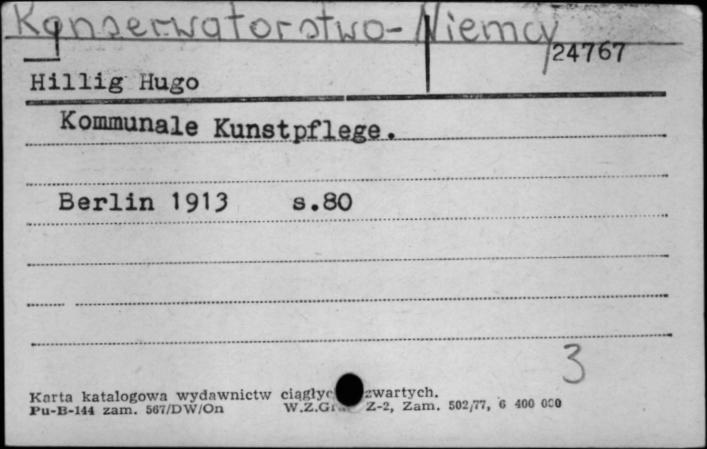 Konserwatorstwo-Niemcy
24767
Hillig Hugo
Kommunale Kunstpflege.
Berlin 1913 s.80
3
Karta katalogowa wydawnictw zwartych.
Pu-B-144 zam. 567/DW/On W.Z.Graf Z-2, Zam. 502/77, 6 400 000